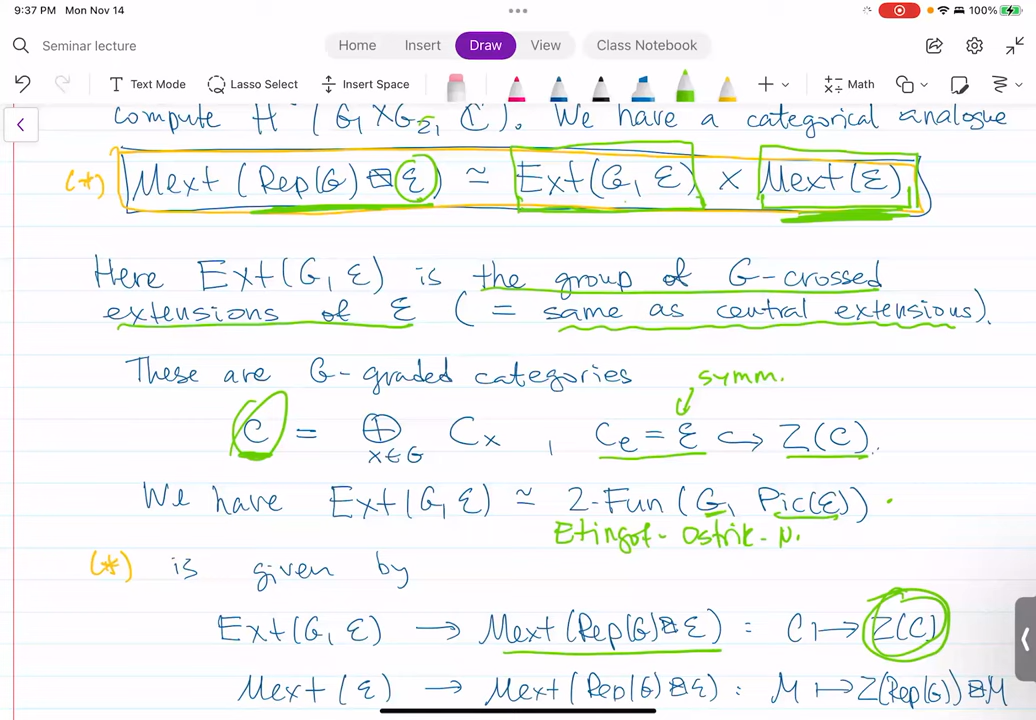 9:37 PM Mon Nov 14
100%
Seminar lecture
Home Insert Draw View Class Notebook
Text Mode Lasso Select Insert Space Math
compute H (G₁ × G₂, ℂ). We have a categorical analogue
(*) Mext (Rep(G) ⊠ ℰ) ≃ Ext(G, ℰ) × Mext(ℰ)
Here Ext(G, ℰ) is the group of G-crossed
extensions of ℰ (= same as central extensions).
These are G-graded categories
symm.
C = ⊕ Cₓ , Cₑ = ℰ ↪ Z(C).
x∈G
We have Ext(G, ℰ) ≃ 2-Fun (G, Pic(ℰ)).
Etingof - Ostrik - N.
(*) is given by
Ext(G, ℰ) → Mext(Rep(G)⊠ℰ) : C ↦ Z(C)
Mext (ℰ) → Mext(Rep(G)⊠ℰ) : M ↦ Z(Rep(G))⊠M